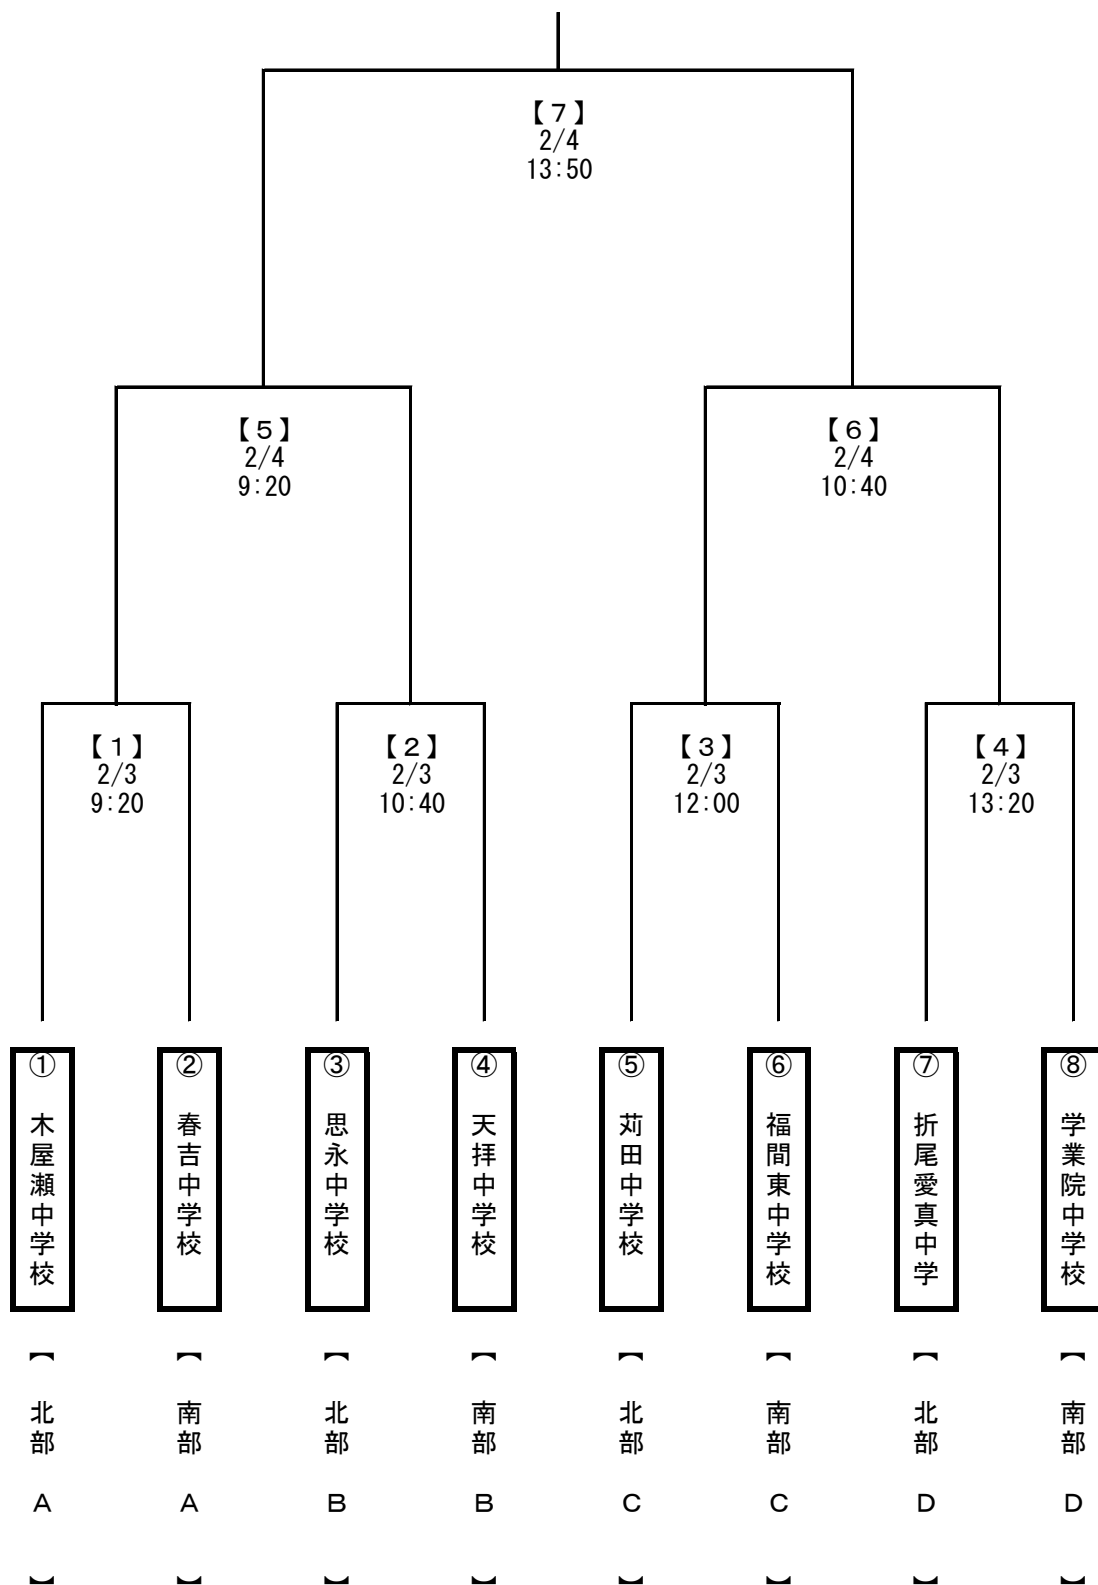 【7】
2/4
13:50
【5】
2/4
9:20
【6】
2/4
10:40
【1】
2/3
9:20
【2】
2/3
10:40
【3】
2/3
12:00
【4】
2/3
13:20
①木屋瀬中学校
②春吉中学校
③思永中学校
④天拝中学校
⑤苅田中学校
⑥福間東中学校
⑦折尾愛真中学
⑧学業院中学校
【北部A】
【南部A】
【北部B】
【南部B】
【北部C】
【南部C】
【北部D】
【南部D】